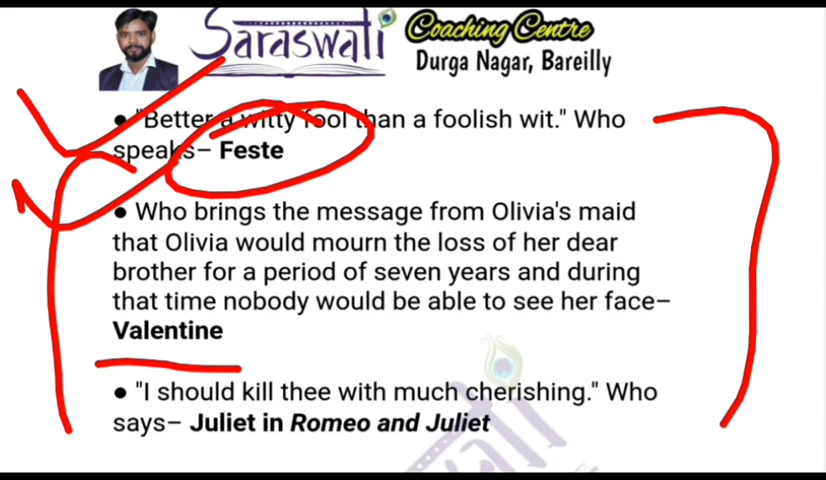 Saraswati
Coaching Centre
Durga Nagar, Bareilly
● "Better a witty fool than a foolish wit." Who
speaks– Feste
● Who brings the message from Olivia's maid
that Olivia would mourn the loss of her dear
brother for a period of seven years and during
that time nobody would be able to see her face–
Valentine
● "I should kill thee with much cherishing." Who
says– Juliet in Romeo and Juliet